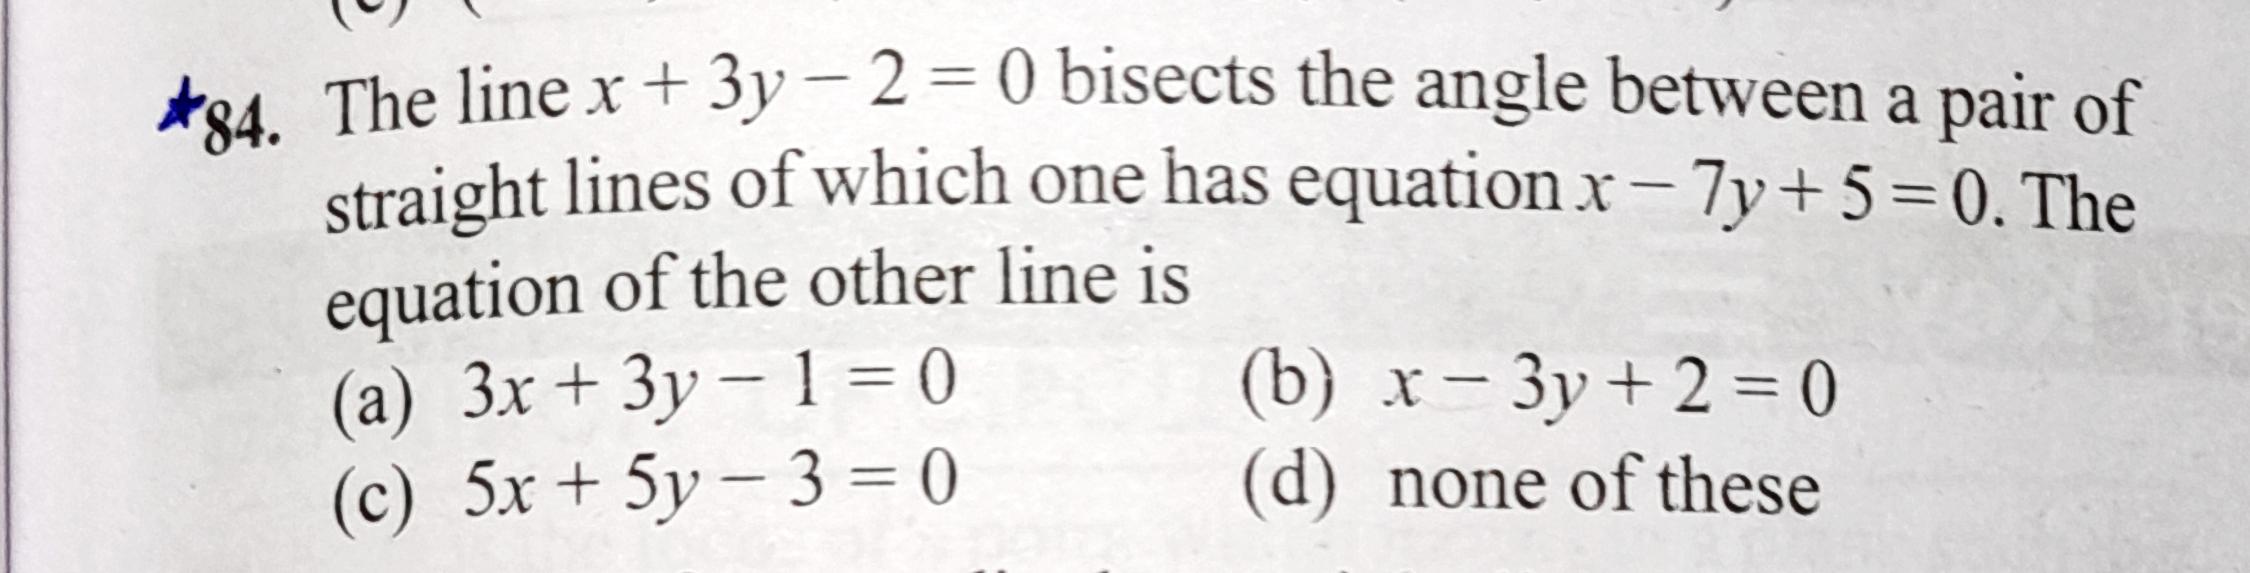 ★84. The line x + 3y − 2 = 0 bisects the angle between a pair of
straight lines of which one has equation x − 7y + 5 = 0. The
equation of the other line is
(a) 3x + 3y − 1 = 0 (b) x − 3y + 2 = 0
(c) 5x + 5y − 3 = 0 (d) none of these